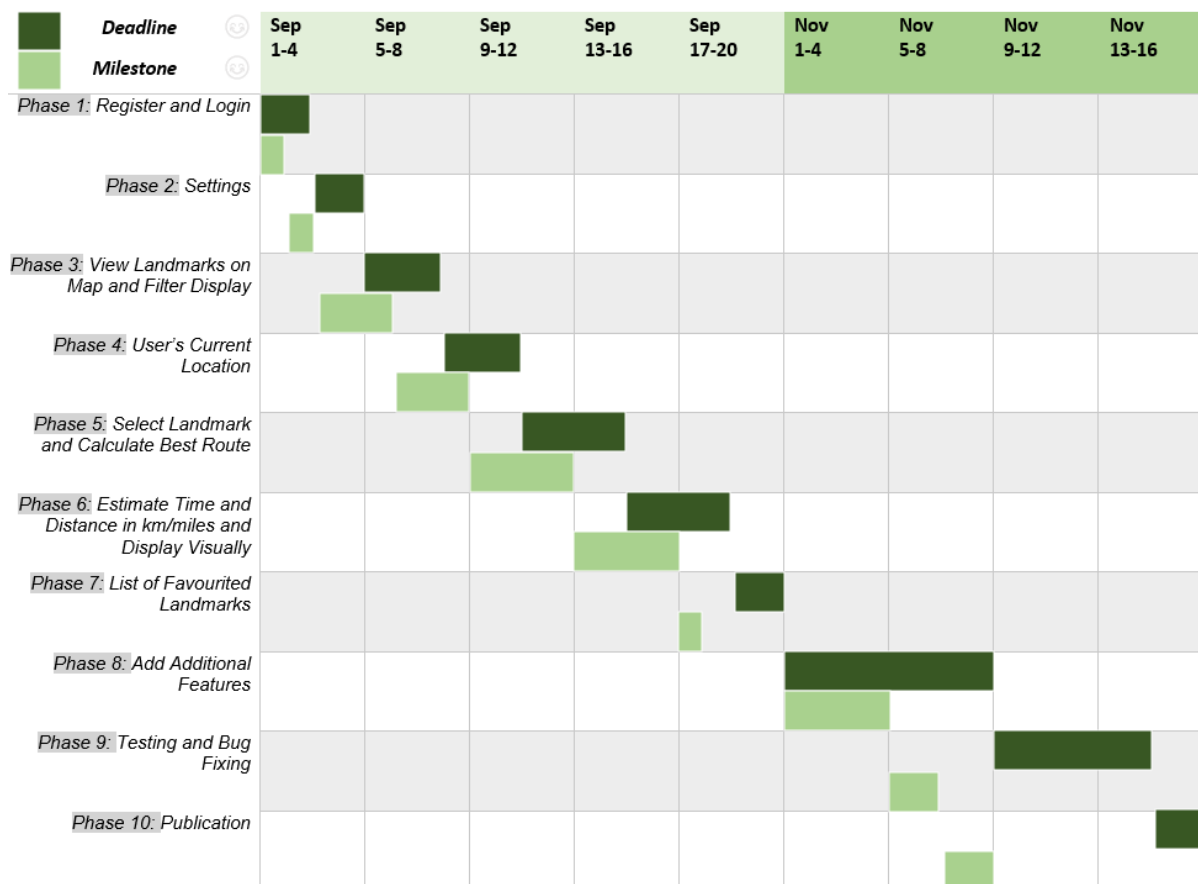 Deadline
Milestone
Sep
1-4
Sep
5-8
Sep
9-12
Sep
13-16
Sep
17-20
Nov
1-4
Nov
5-8
Nov
9-12
Nov
13-16
Phase 1: Register and Login
Phase 2: Settings
Phase 3: View Landmarks on
Map and Filter Display
Phase 4: User’s Current
Location
Phase 5: Select Landmark
and Calculate Best Route
Phase 6: Estimate Time and
Distance in km/miles and
Display Visually
Phase 7: List of Favourited
Landmarks
Phase 8: Add Additional
Features
Phase 9: Testing and Bug
Fixing
Phase 10: Publication